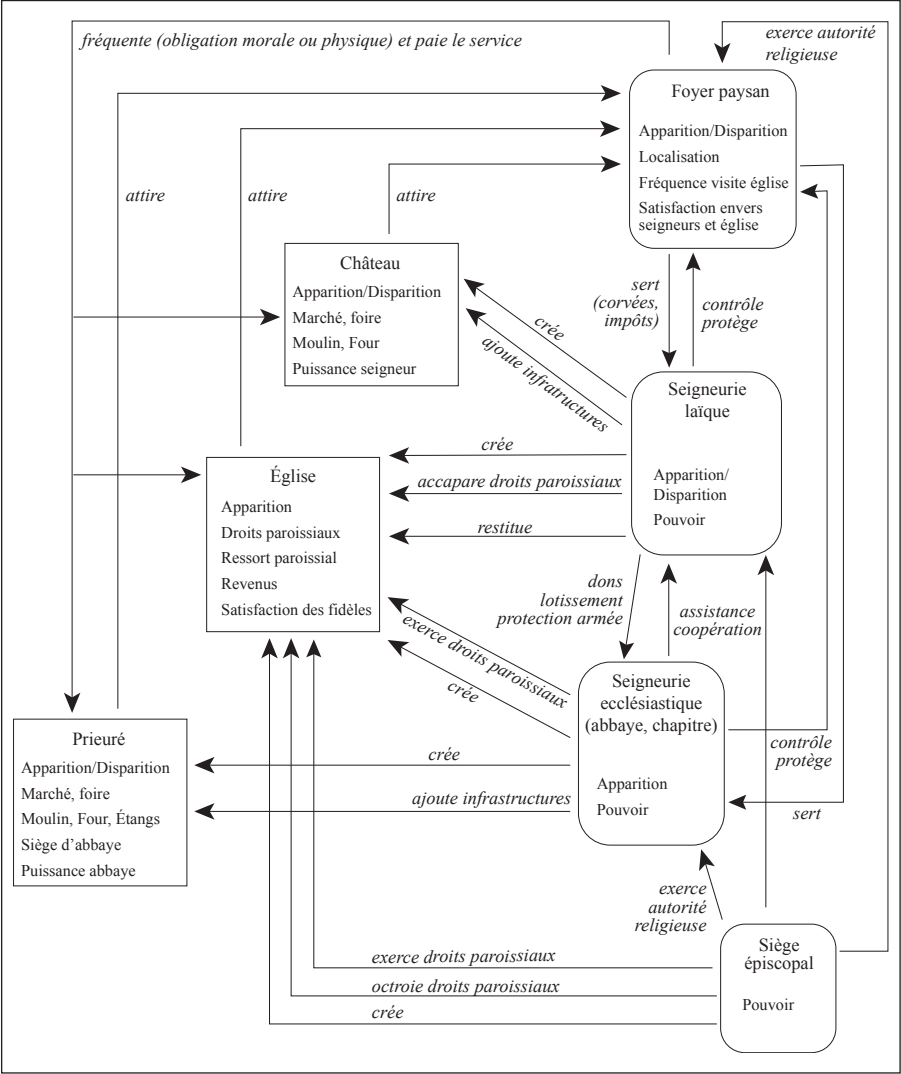 fréquente (obligation morale ou physique) et paie le service
exerce autorité
religieuse
Foyer paysan
Apparition/Disparition
Localisation
Fréquence visite église
Satisfaction envers
seigneurs et église
attire
attire
attire
Château
Apparition/Disparition
Marché, foire
Moulin, Four
Puissance seigneur
sert
(corvées,
impôts)
contrôle
protège
crée
ajoute infratructures
Seigneurie
laïque
Apparition/
Disparition
Pouvoir
crée
accapare droits paroissiaux
restitue
Église
Apparition
Droits paroissiaux
Ressort paroissial
Revenus
Satisfaction des fidèles
dons
lotissement
protection armée
assistance
coopération
exerce droits paroissiaux
crée
Seigneurie
ecclésiastique
(abbaye, chapitre)
Apparition
Pouvoir
Prieuré
Apparition/Disparition
Marché, foire
Moulin, Four, Étangs
Siège d'abbaye
Puissance abbaye
crée
ajoute infrastructures
contrôle
protège
sert
exerce
autorité
religieuse
Siège
épiscopal
Pouvoir
exerce droits paroissiaux
octroie droits paroissiaux
crée